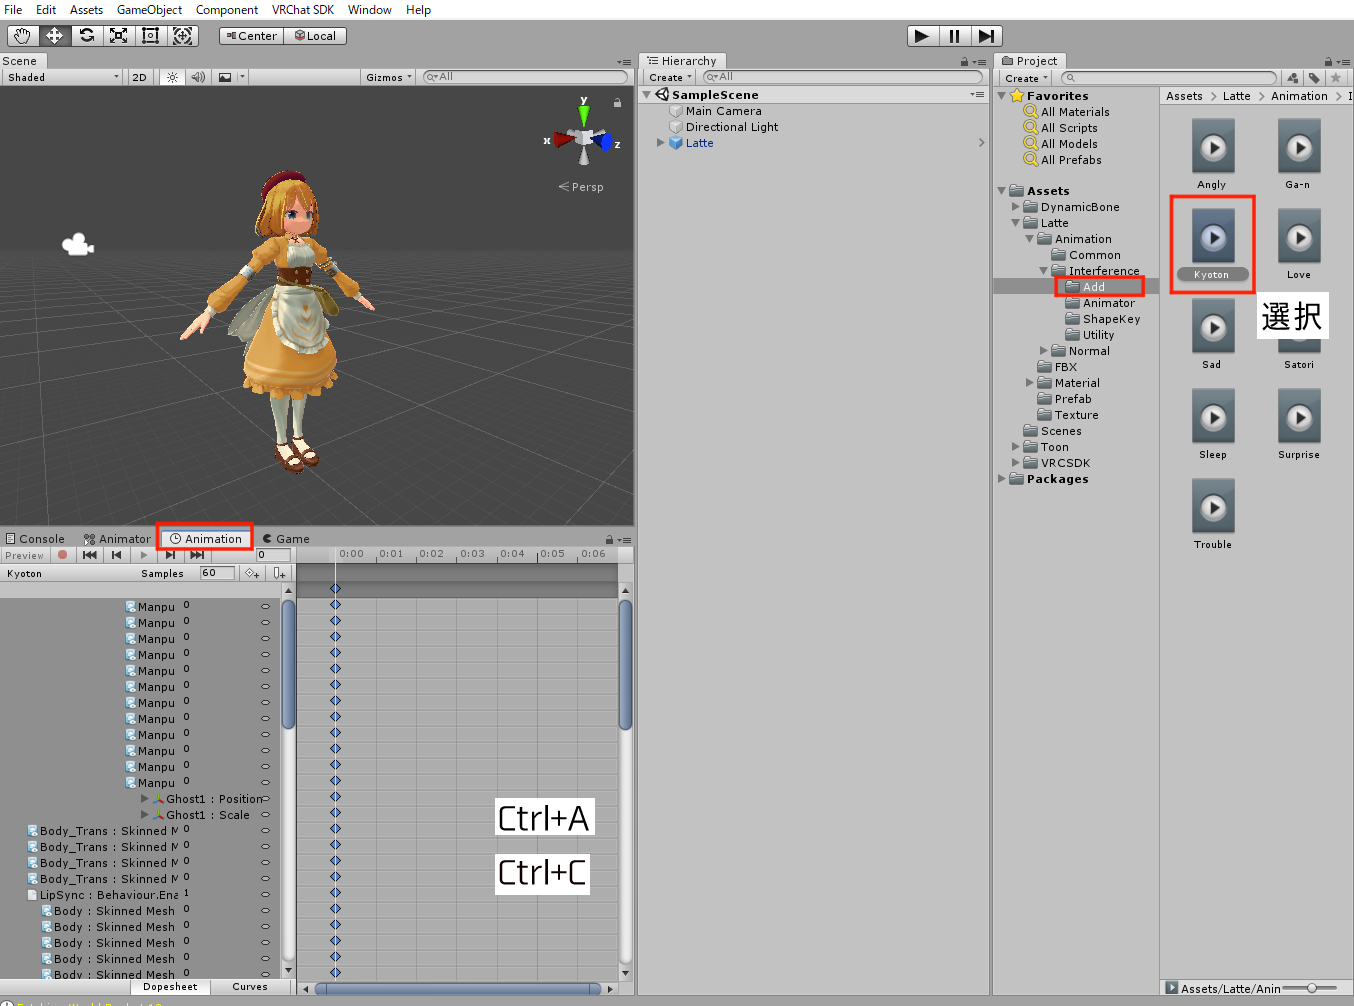 File Edit Assets GameObject Component VRChat SDK Window Help
Center Local
Scene
Shaded 2D Gizmos All
y
x
z
Persp
Hierarchy
Create All
SampleScene
Main Camera
Directional Light
Latte
Project
Create
Favorites
All Materials
All Scripts
All Models
All Prefabs
Assets
DynamicBone
Latte
Animation
Common
Interference
Add
Animator
ShapeKey
Utility
Normal
FBX
Material
Prefab
Texture
Scenes
Toon
VRCSDK
Packages
Assets > Latte > Animation > I
Angly Ga-n
Kyoton Love
選択
Sad Satori
Sleep Surprise
Trouble
Assets/Latte/Anin
Console Animator Animation Game
Preview 0 0:00 0:01 0:02 0:03 0:04 0:05 0:06
Kyoton Samples 60
Manpu 0
Manpu 0
Manpu 0
Manpu 0
Manpu 0
Manpu 0
Manpu 0
Manpu 0
Manpu 0
Manpu 0
Manpu 0
Manpu 0
Ghost1 : Position
Ghost1 : Scale
Body_Trans : Skinned M 0
Body_Trans : Skinned M 0
Body_Trans : Skinned M 0
Body_Trans : Skinned M 0
LipSync : Behaviour.Ena 1
Body : Skinned Mesh 0
Body : Skinned Mesh 0
Body : Skinned Mesh 0
Body : Skinned Mesh 0
Body : Skinned Mesh 0
Ctrl+A
Ctrl+C
Dopesheet Curves